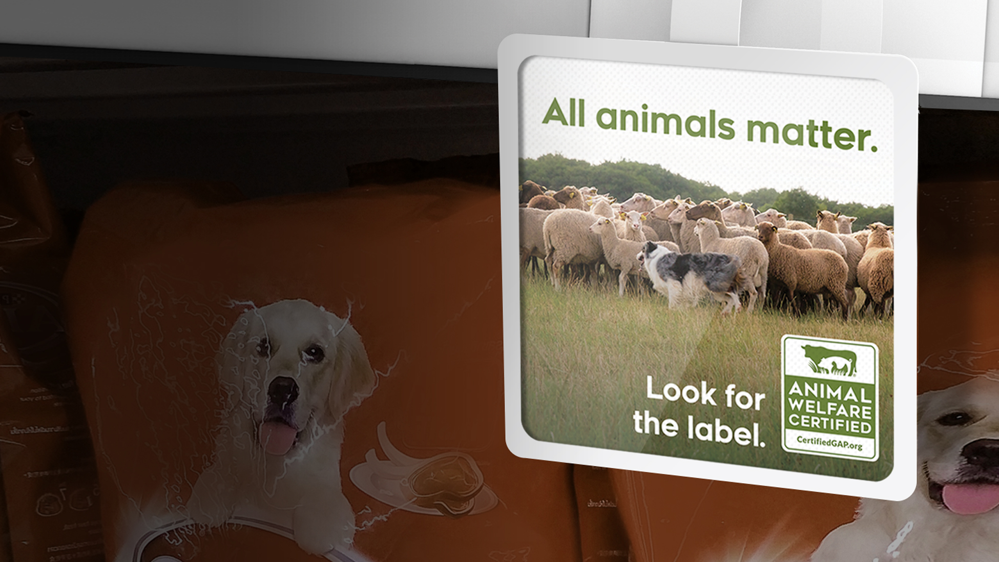 All animals matter.
Look for
the label.
ANIMAL
WELFARE
CERTIFIED
CertifiedGAP.org